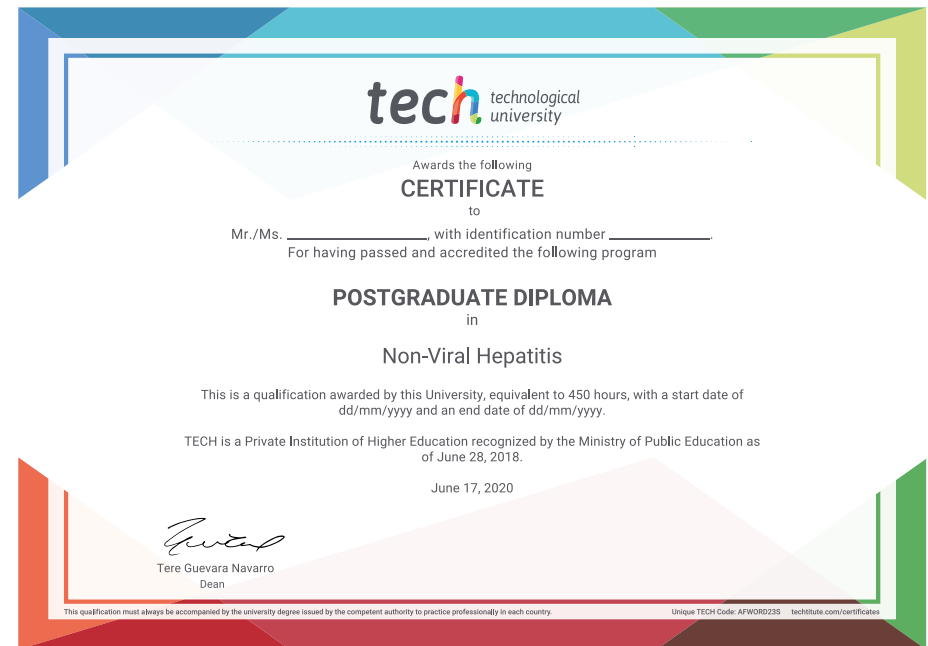 tech technological
university
Awards the following
CERTIFICATE
to
Mr./Ms. ____________________, with identification number ______________.
For having passed and accredited the following program
POSTGRADUATE DIPLOMA
in
Non-Viral Hepatitis
This is a qualification awarded by this University, equivalent to 450 hours, with a start date of
dd/mm/yyyy and an end date of dd/mm/yyyy.
TECH is a Private Institution of Higher Education recognized by the Ministry of Public Education as
of June 28, 2018.
June 17, 2020
Tere Guevara Navarro
Dean
This qualification must always be accompanied by the university degree issued by the competent authority to practice professionally in each country.
Unique TECH Code: AFWORD23S techtitute.com/certificates